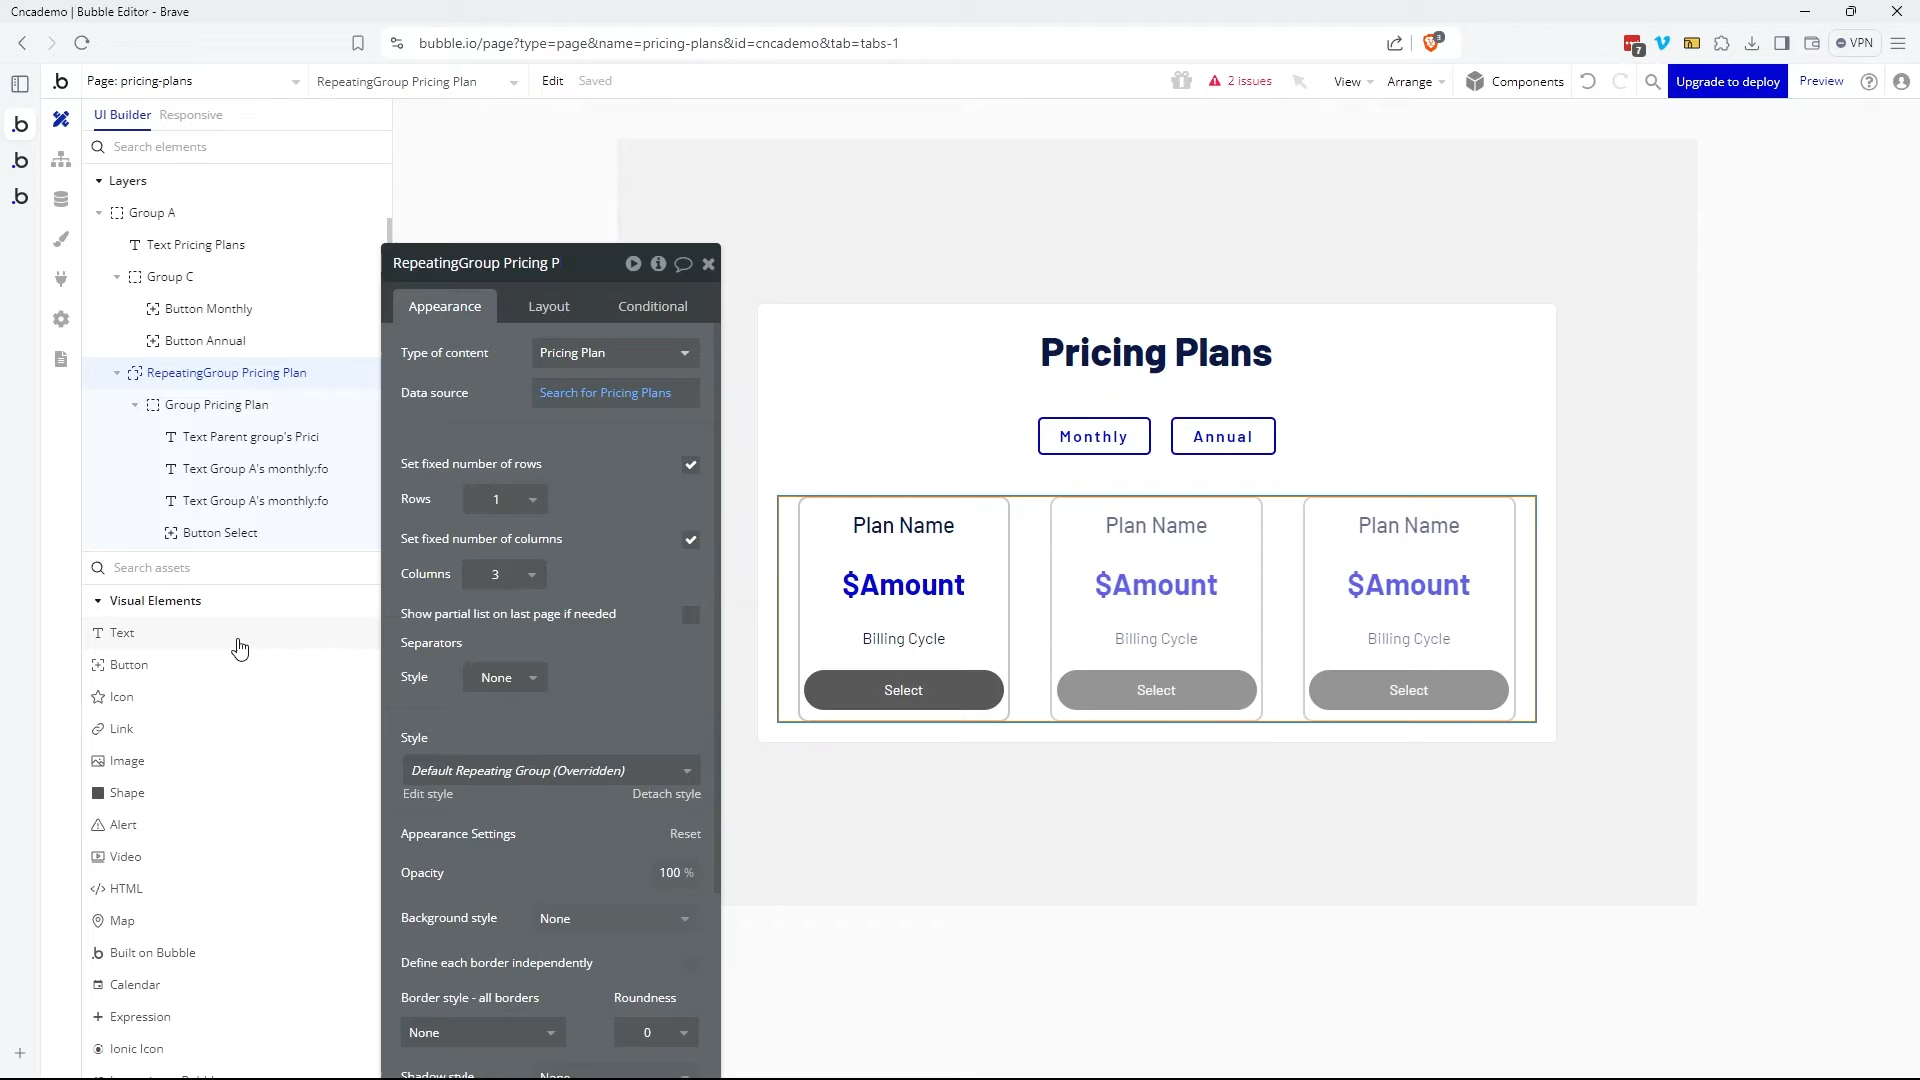 Cncademo | Bubble Editor - Brave
bubble.io/page?type=page&name=pricing-plans&id=cncademo&tab=tabs-1
3
7
VPN
Page: pricing-plans
RepeatingGroup Pricing Plan
Edit
Saved
2 issues
View
Arrange
Components
Upgrade to deploy
Preview
UI Builder
Responsive
Search elements
Layers
Group A
Text Pricing Plans
Group C
Button Monthly
Button Annual
RepeatingGroup Pricing Plan
Group Pricing Plan
Text Parent group's Prici
Text Group A's monthly:fo
Text Group A's monthly:fo
Button Select
Search assets
Visual Elements
Text
Button
Icon
Link
Image
Shape
Alert
Video
HTML
Map
Built on Bubble
Calendar
Expression
Ionic Icon
RepeatingGroup Pricing P
Appearance
Layout
Conditional
Type of content
Pricing Plan
Data source
Search for Pricing Plans
Set fixed number of rows
Rows
1
Set fixed number of columns
Columns
3
Show partial list on last page if needed
Separators
Style
None
Style
Default Repeating Group (Overridden)
Edit style
Detach style
Appearance Settings
Reset
Opacity
100 %
Background style
None
Define each border independently
Border style - all borders
Roundness
None
0
Shadow style
None
Pricing Plans
Monthly
Annual
Plan Name
Plan Name
Plan Name
$Amount
$Amount
$Amount
Billing Cycle
Billing Cycle
Billing Cycle
Select
Select
Select